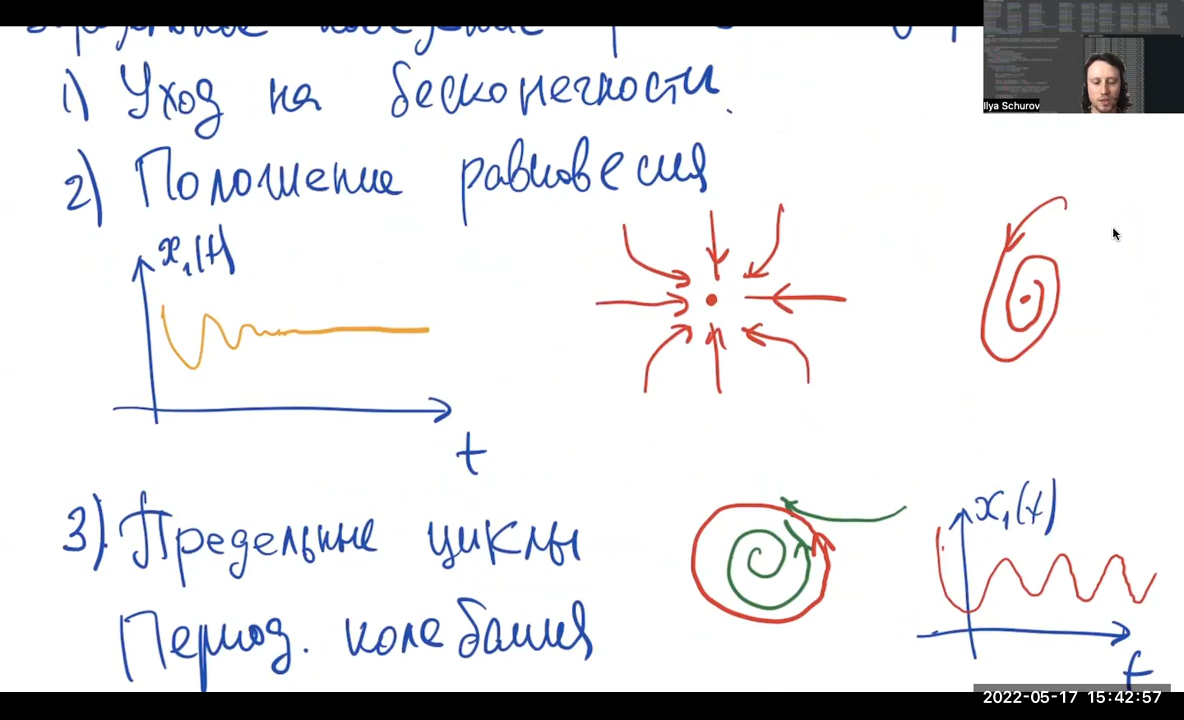 1) Уход на бесконечности.
Ilya Schurov
2) Положение равновесия
x₁(t)
t
3). Предельные циклы
x₁(t)
Период. колебания
t
2022-05-17 15:42:57